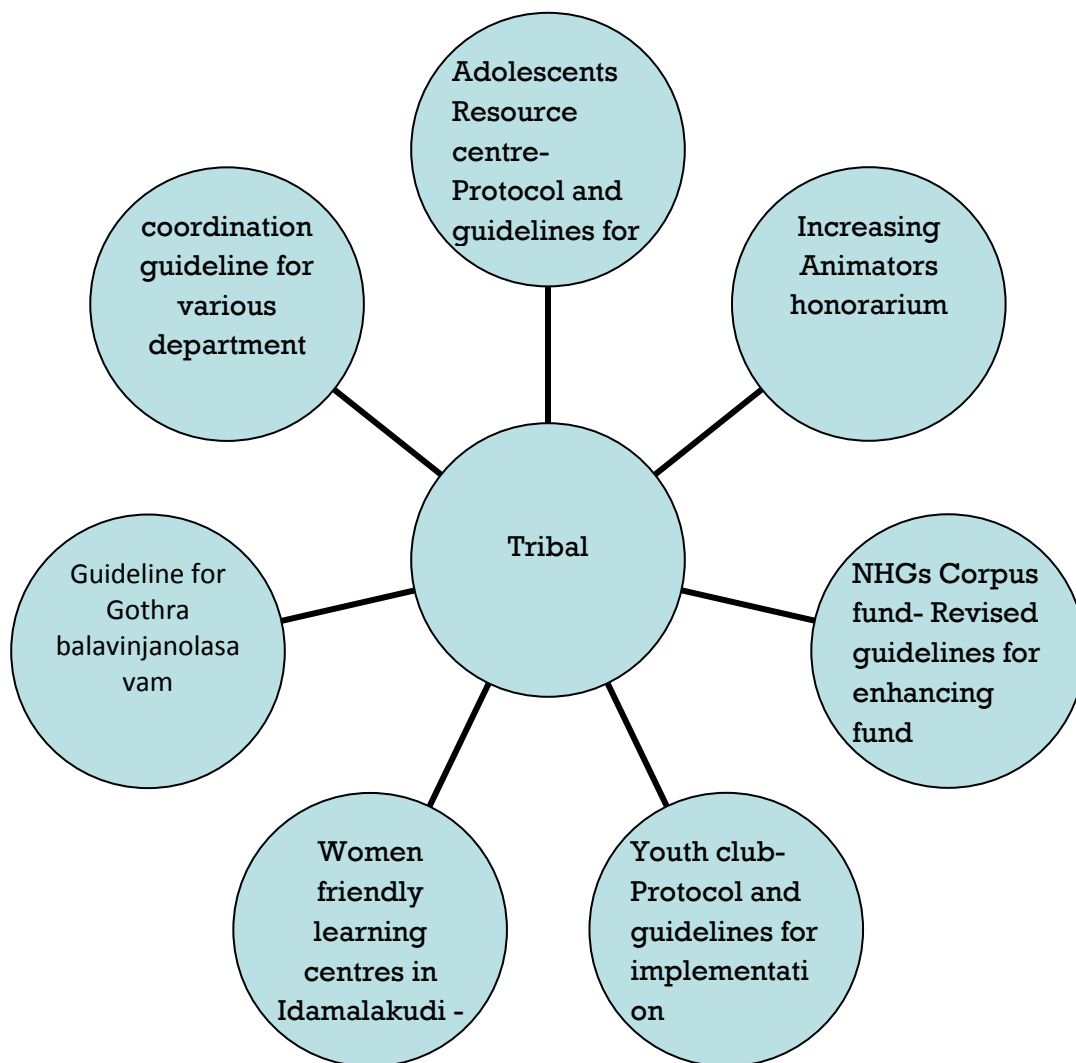 Adolescents
Resource
centre-
Protocol and
guidelines for
Increasing
Animators
honorarium
NHGs Corpus
fund- Revised
guidelines for
enhancing
fund
Youth club-
Protocol and
guidelines for
implementati
on
Women
friendly
learning
centres in
Idamalakudi -
Guideline for
Gothra
balavinjanolasa
vam
coordination
guideline for
various
department
Tribal